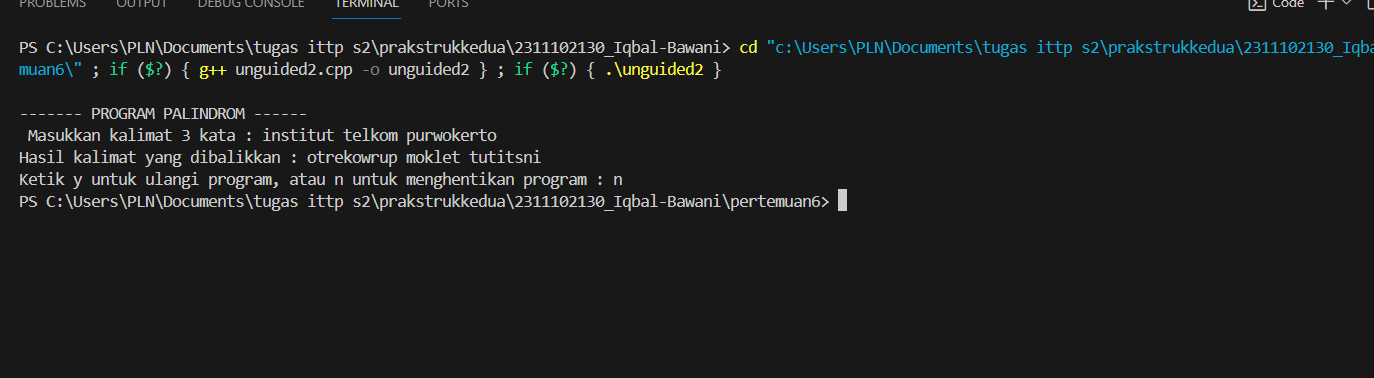 PROBLEMS OUTPUT DEBUG CONSOLE TERMINAL PORTS Code
PS C:\Users\PLN\Documents\tugas ittp s2\prakstrukkedua\2311102130_Iqbal-Bawani> cd "c:\Users\PLN\Documents\tugas ittp s2\prakstrukkedua\2311102130_Iqba
muan6\" ; if ($?) { g++ unguided2.cpp -o unguided2 } ; if ($?) { .\unguided2 }
------- PROGRAM PALINDROM ------
Masukkan kalimat 3 kata : institut telkom purwokerto
Hasil kalimat yang dibalikkan : otrekowrup moklet tutitsni
Ketik y untuk ulangi program, atau n untuk menghentikan program : n
PS C:\Users\PLN\Documents\tugas ittp s2\prakstrukkedua\2311102130_Iqbal-Bawani\pertemuan6>